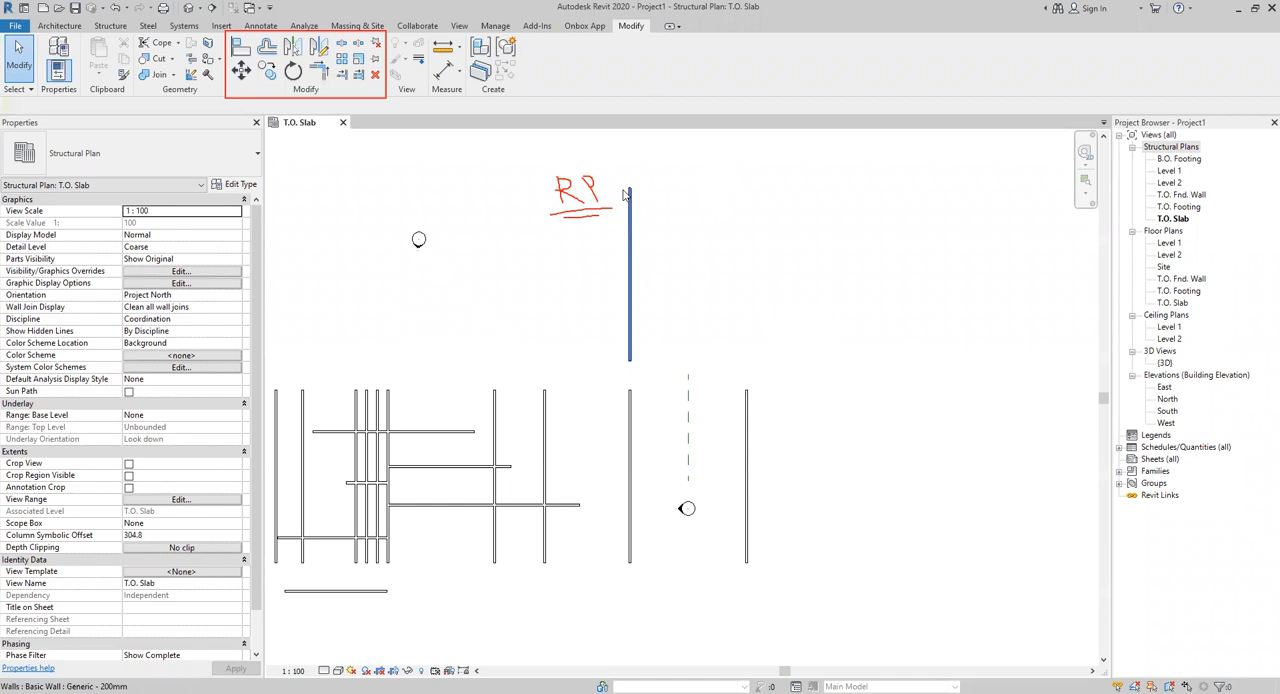 Autodesk Revit 2020 - Project1 - Structural Plan: T.O. Slab
Sign In
File Architecture Structure Steel Systems Insert Annotate Analyze Massing & Site Collaborate View Manage Add-Ins Onbox App Modify
Modify Paste Cope Cut Join
Select Properties Clipboard Geometry Modify View Measure Create
Properties T.O. Slab Project Browser - Project1
Structural Plan
Structural Plan: T.O. Slab Edit Type
Graphics
View Scale 1 : 100
Scale Value 1: 100
Display Model Normal
Detail Level Coarse
Parts Visibility Show Original
Visibility/Graphics Overrides Edit...
Graphic Display Options Edit...
Orientation Project North
Wall Join Display Clean all wall joins
Discipline Coordination
Show Hidden Lines By Discipline
Color Scheme Location Background
Color Scheme <none>
System Color Schemes Edit...
Default Analysis Display Style None
Sun Path
Underlay
Range: Base Level None
Range: Top Level Unbounded
Underlay Orientation Look down
Extents
Crop View
Crop Region Visible
Annotation Crop
View Range Edit...
Associated Level T.O. Slab
Scope Box None
Column Symbolic Offset 304.8
Depth Clipping No clip
Identity Data
View Template <None>
View Name T.O. Slab
Dependency Independent
Title on Sheet
Referencing Sheet
Referencing Detail
Phasing
Phase Filter Show Complete
Properties help Apply
RP
Views (all)
Structural Plans
B.O. Footing
Level 1
Level 2
T.O. Fnd. Wall
T.O. Footing
T.O. Slab
Floor Plans
Level 1
Level 2
Site
T.O. Fnd. Wall
T.O. Footing
T.O. Slab
Ceiling Plans
Level 1
Level 2
3D Views
{3D}
Elevations (Building Elevation)
East
North
South
West
Legends
Schedules/Quantities (all)
Sheets (all)
Families
Groups
Revit Links
1 : 100
Walls : Basic Wall : Generic - 200mm :0 Main Model :0